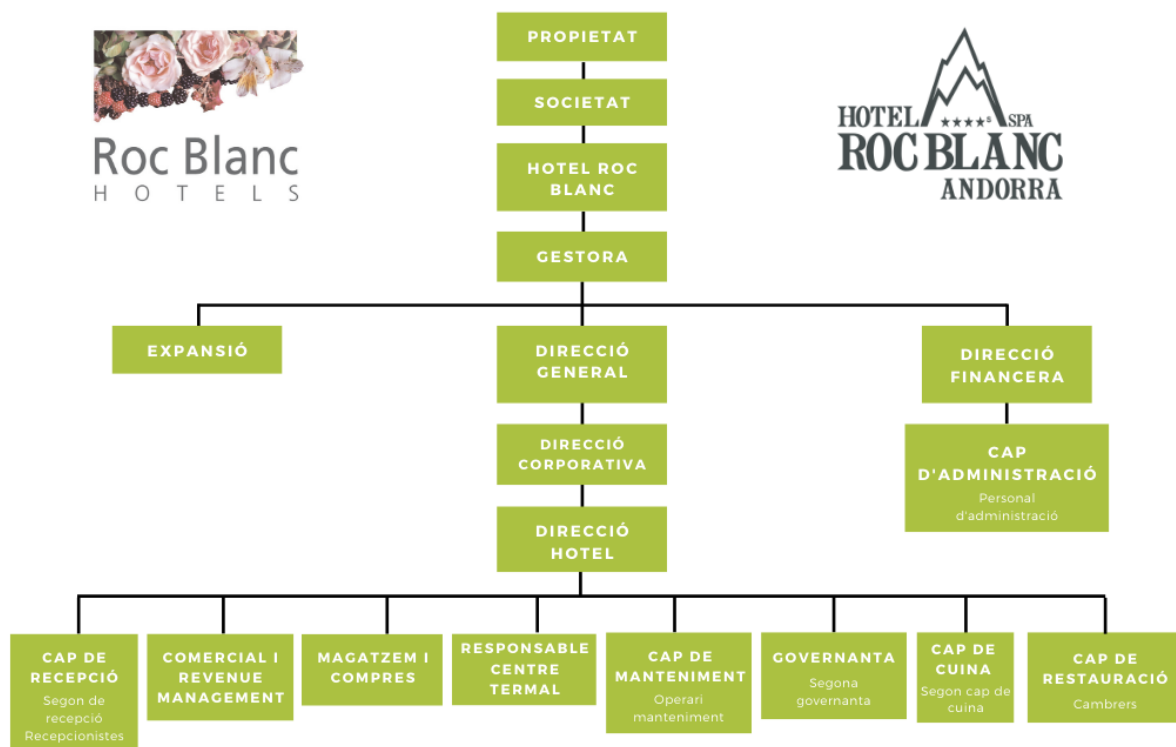 Roc Blanc
HOTELS
HOTEL ****S SPA
ROC BLANC
ANDORRA
PROPIETAT
SOCIETAT
HOTEL ROC
BLANC
GESTORA
EXPANSIÓ
DIRECCIÓ
GENERAL
DIRECCIÓ
FINANCERA
DIRECCIÓ
CORPORATIVA
CAP
D'ADMINISTRACIÓ
Personal
d'administració
DIRECCIÓ
HOTEL
CAP DE
RECEPCIÓ
Segon de
recepció
Recepcionistes
COMERCIAL I
REVENUE
MANAGEMENT
MAGATZEM I
COMPRES
RESPONSABLE
CENTRE
TERMAL
CAP DE
MANTENIMENT
Operari
manteniment
GOVERNANTA
Segona
governanta
CAP DE
CUINA
Segon cap de
cuina
CAP DE
RESTAURACIÓ
Cambrers